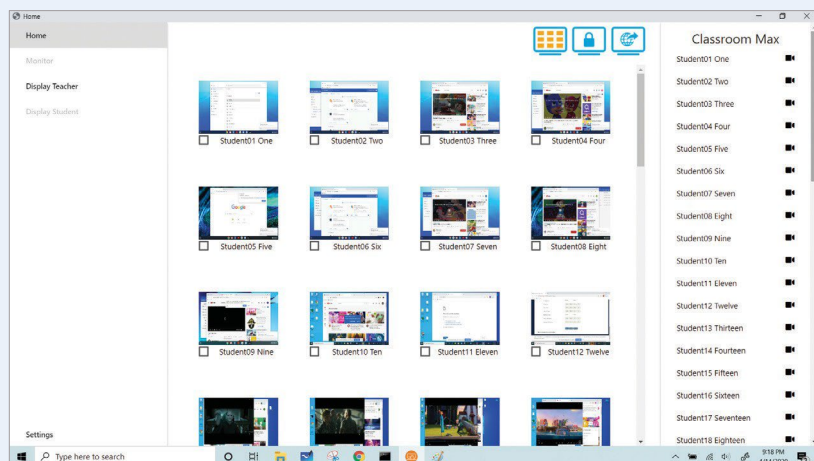 Home
Home
Monitor
Display Teacher
Display Student
Settings
Student01 One
Student02 Two
Student03 Three
Student04 Four
Student05 Five
Student06 Six
Student07 Seven
Student08 Eight
Google
Student09 Nine
Student10 Ten
Student11 Eleven
Student12 Twelve
Classroom Max
Student01 One
Student02 Two
Student03 Three
Student04 Four
Student05 Five
Student06 Six
Student07 Seven
Student08 Eight
Student09 Nine
Student10 Ten
Student11 Eleven
Student12 Twelve
Student13 Thirteen
Student14 Fourteen
Student15 Fifteen
Student16 Sixteen
Student17 Seventeen
Student18 Eighteen
Type here to search
9:18 PM